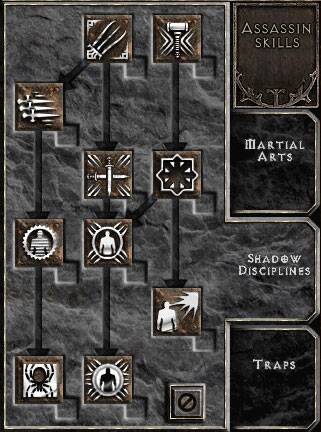 ASSASSIN
SKILLS
MARTIAL
ARTS
SHADOW
DISCIPLINES
TRAPS